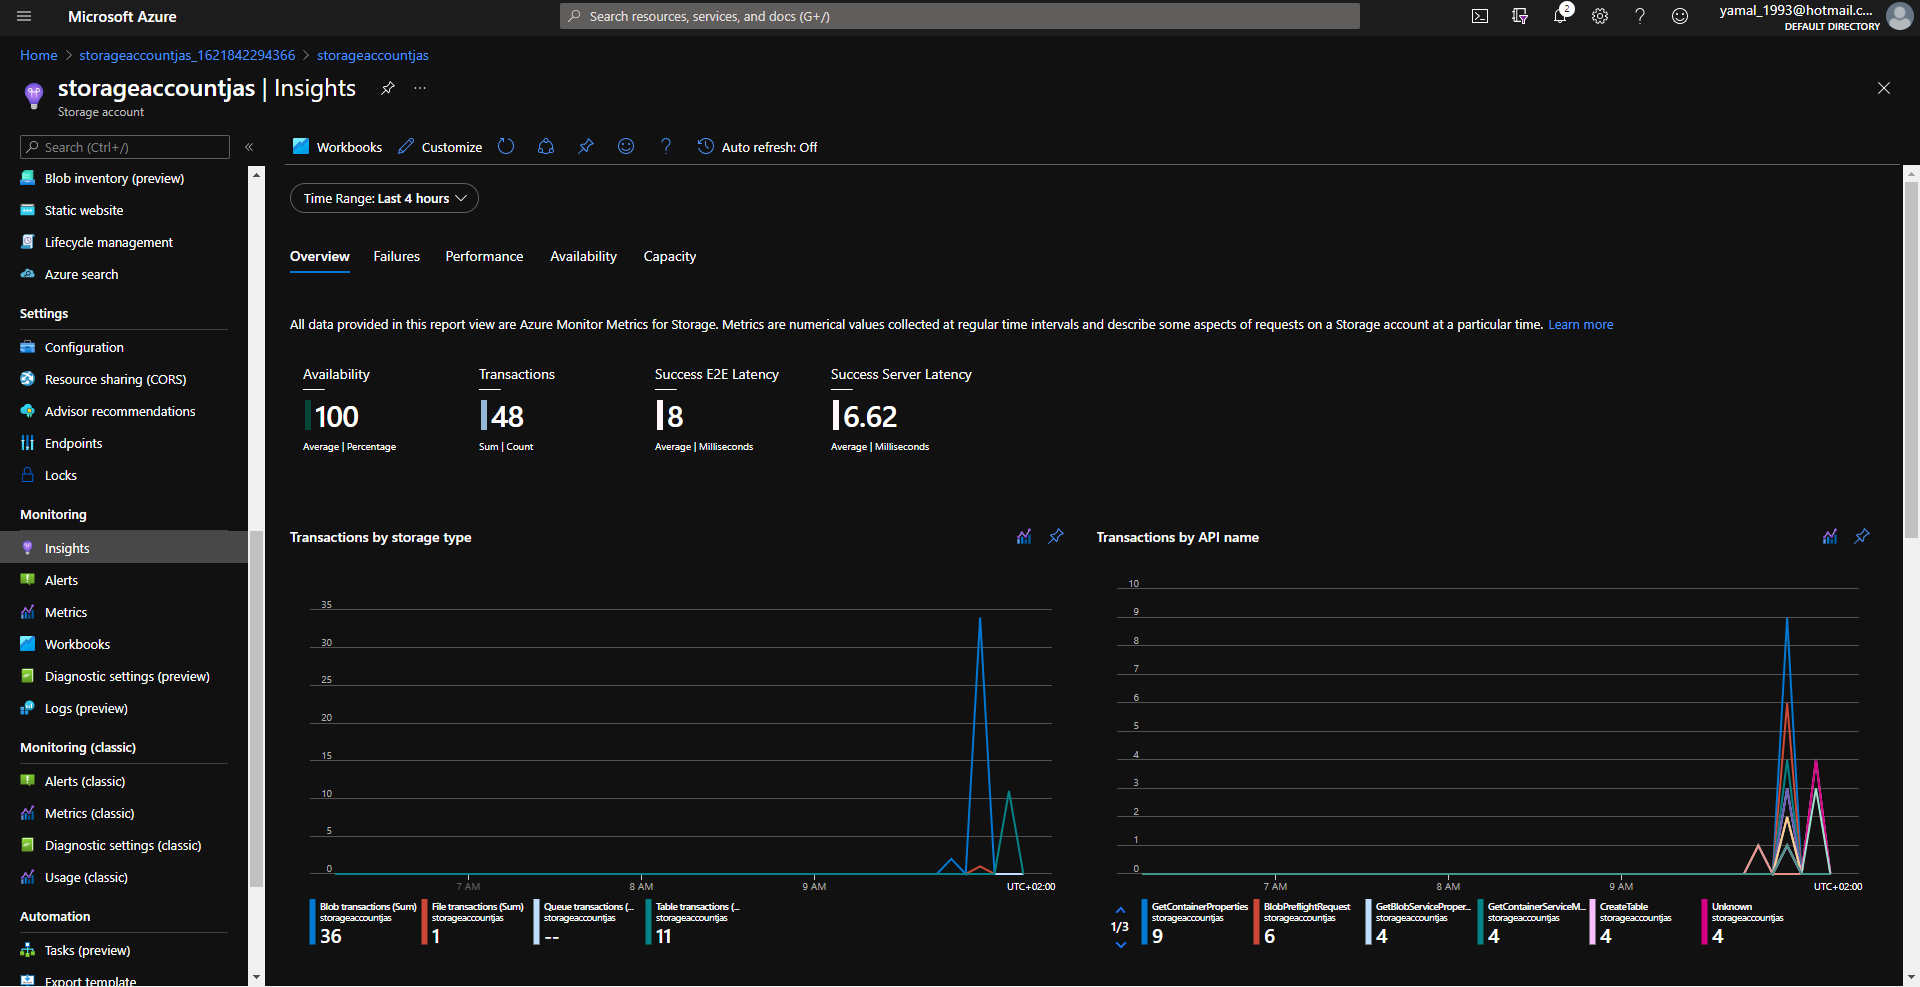 Microsoft Azure
Search resources, services, and docs (G+/)
2
yamal_1993@hotmail.c...
DEFAULT DIRECTORY
Home > storageaccountjas_1621842294366 > storageaccountjas
storageaccountjas | Insights
...
Storage account
Search (Ctrl+/)
«
Blob inventory (preview)
Static website
Lifecycle management
Azure search
Settings
Configuration
Resource sharing (CORS)
Advisor recommendations
Endpoints
Locks
Monitoring
Insights
Alerts
Metrics
Workbooks
Diagnostic settings (preview)
Logs (preview)
Monitoring (classic)
Alerts (classic)
Metrics (classic)
Diagnostic settings (classic)
Usage (classic)
Automation
Tasks (preview)
Export template
Workbooks Customize ? Auto refresh: Off
Time Range: Last 4 hours
Overview Failures Performance Availability Capacity
All data provided in this report view are Azure Monitor Metrics for Storage. Metrics are numerical values collected at regular time intervals and describe some aspects of requests on a Storage account at a particular time. Learn more
Availability
100
Average | Percentage
Transactions
48
Sum | Count
Success E2E Latency
8
Average | Milliseconds
Success Server Latency
6.62
Average | Milliseconds
Transactions by storage type
35
30
25
20
15
10
5
0
7 AM 8 AM 9 AM UTC+02:00
Blob transactions (Sum)
storageaccountjas
36
File transactions (Sum)
storageaccountjas
1
Queue transactions (...
storageaccountjas
--
Table transactions (...
storageaccountjas
11
Transactions by API name
10
9
8
7
6
5
4
3
2
1
0
7 AM 8 AM 9 AM UTC+02:00
1/3
GetContainerProperties
storageaccountjas
9
BlobPreflightRequest
storageaccountjas
6
GetBlobServiceProper...
storageaccountjas
4
GetContainerServiceM...
storageaccountjas
4
CreateTable
storageaccountjas
4
Unknown
storageaccountjas
4